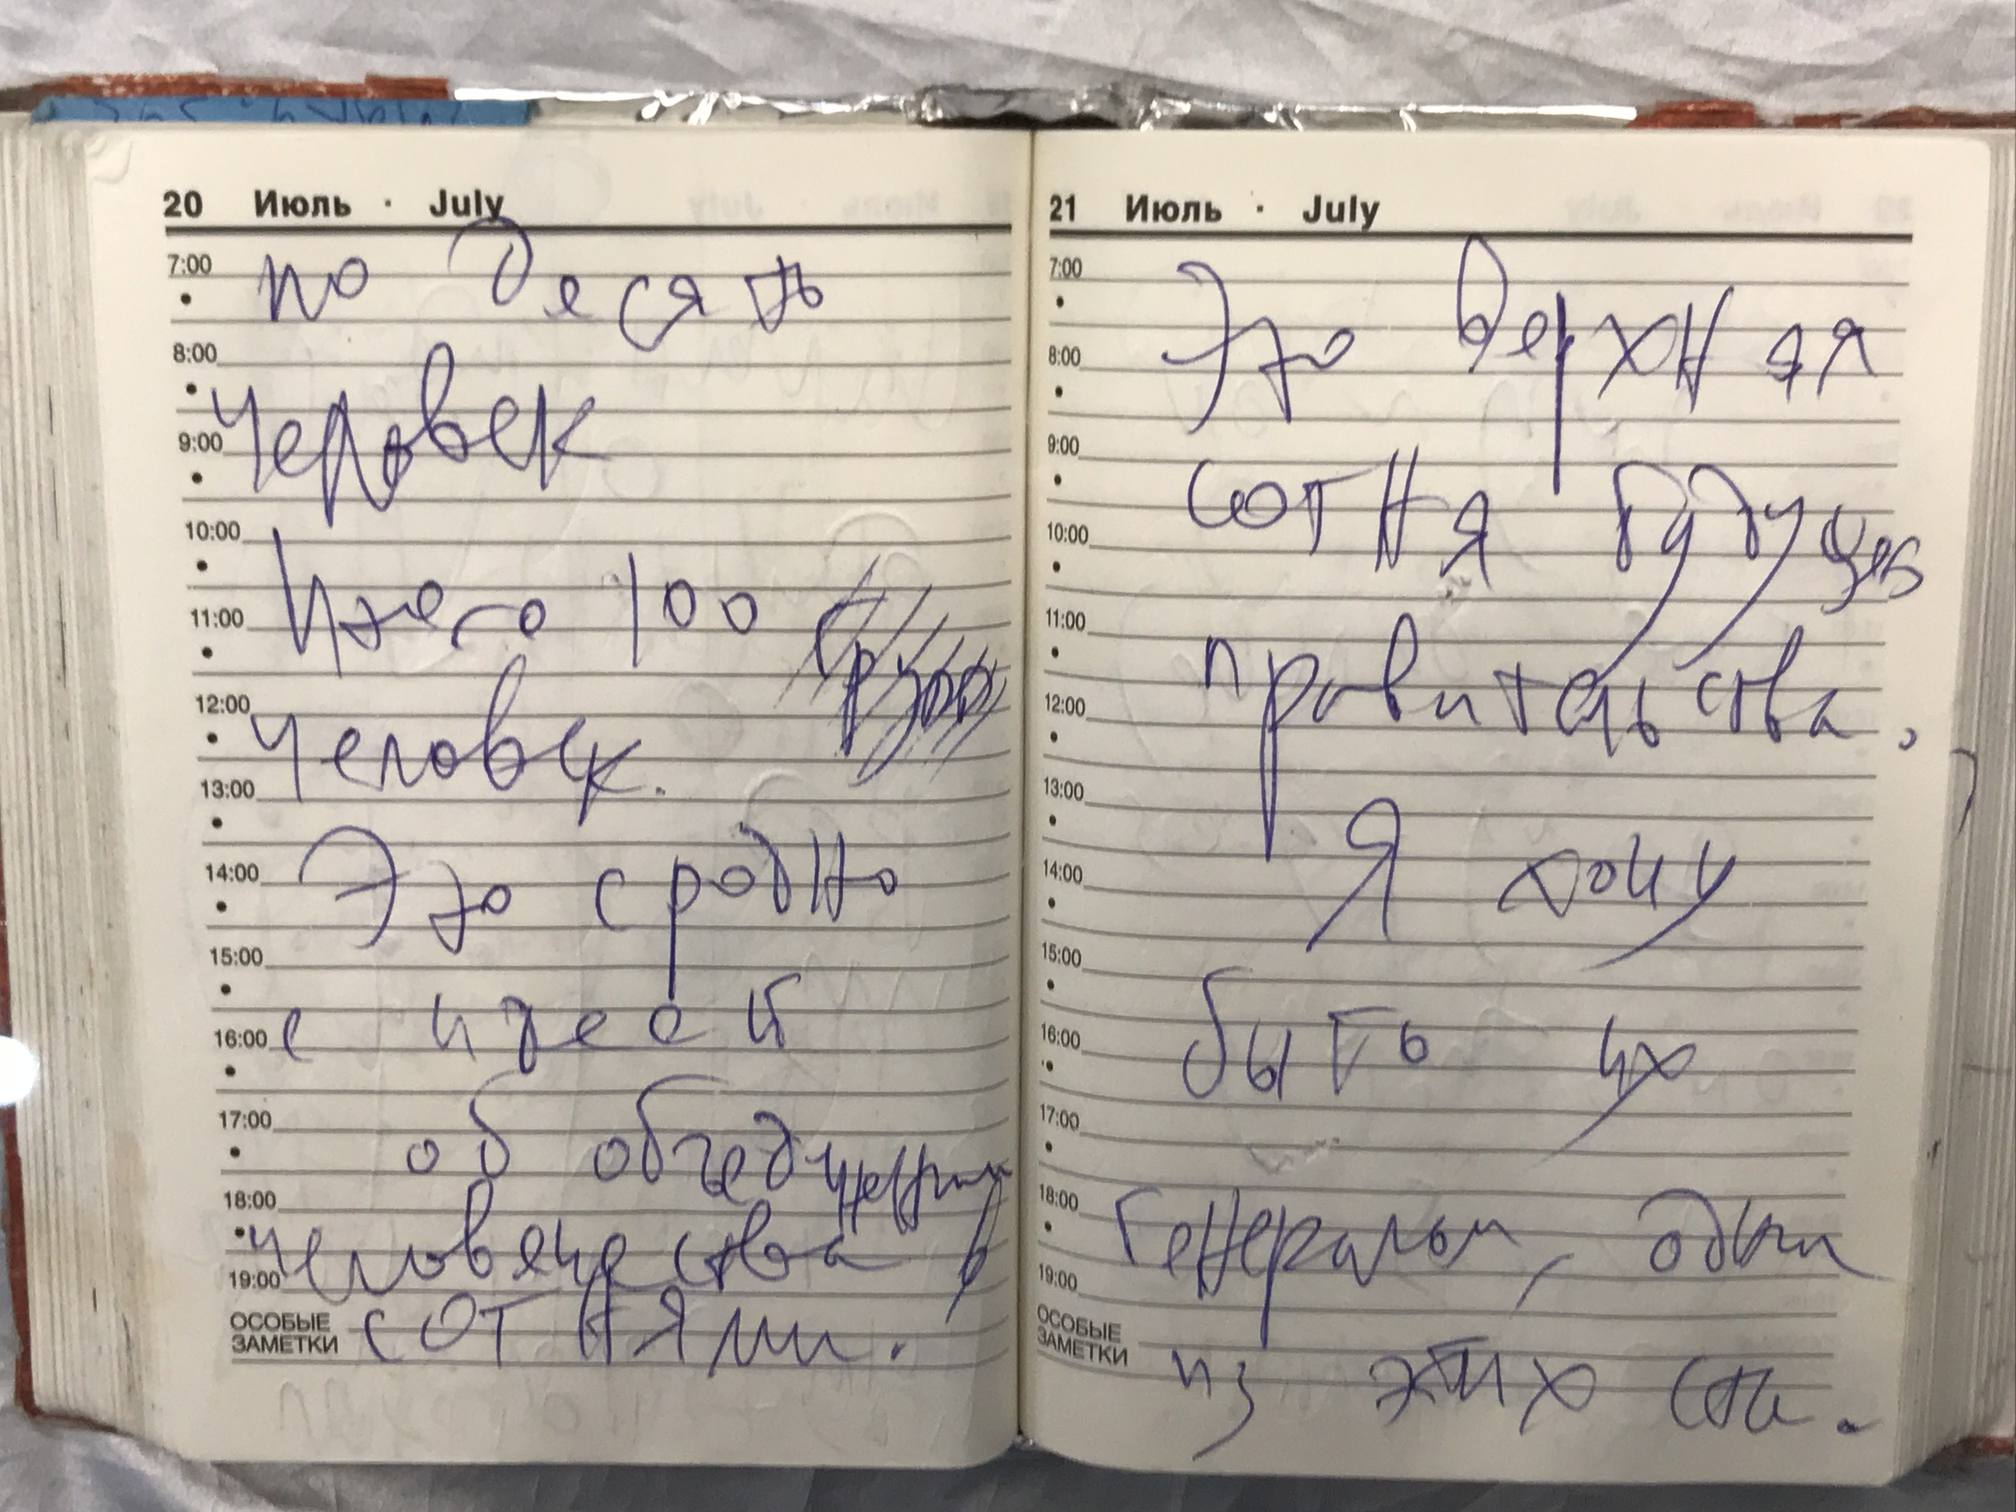 20 Июль · July
7:00
по десять
8:00
человек
9:00
10:00
Итого 100
11:00
12:00
человек.
13:00
Это сродно
14:00
15:00
с идеей
16:00
17:00
об объединении
18:00
человечества в
19:00
ОСОБЫЕ
ЗАМЕТКИ
сотнями.
21 Июль · July
7:00
Это верхняя
8:00
9:00
сотня будущ
10:00
11:00
правительства.
12:00
13:00
Я хочу
14:00
15:00
быть их
16:00
17:00
18:00
генералом, одним
19:00
ОСОБЫЕ
ЗАМЕТКИ
из этих ста.